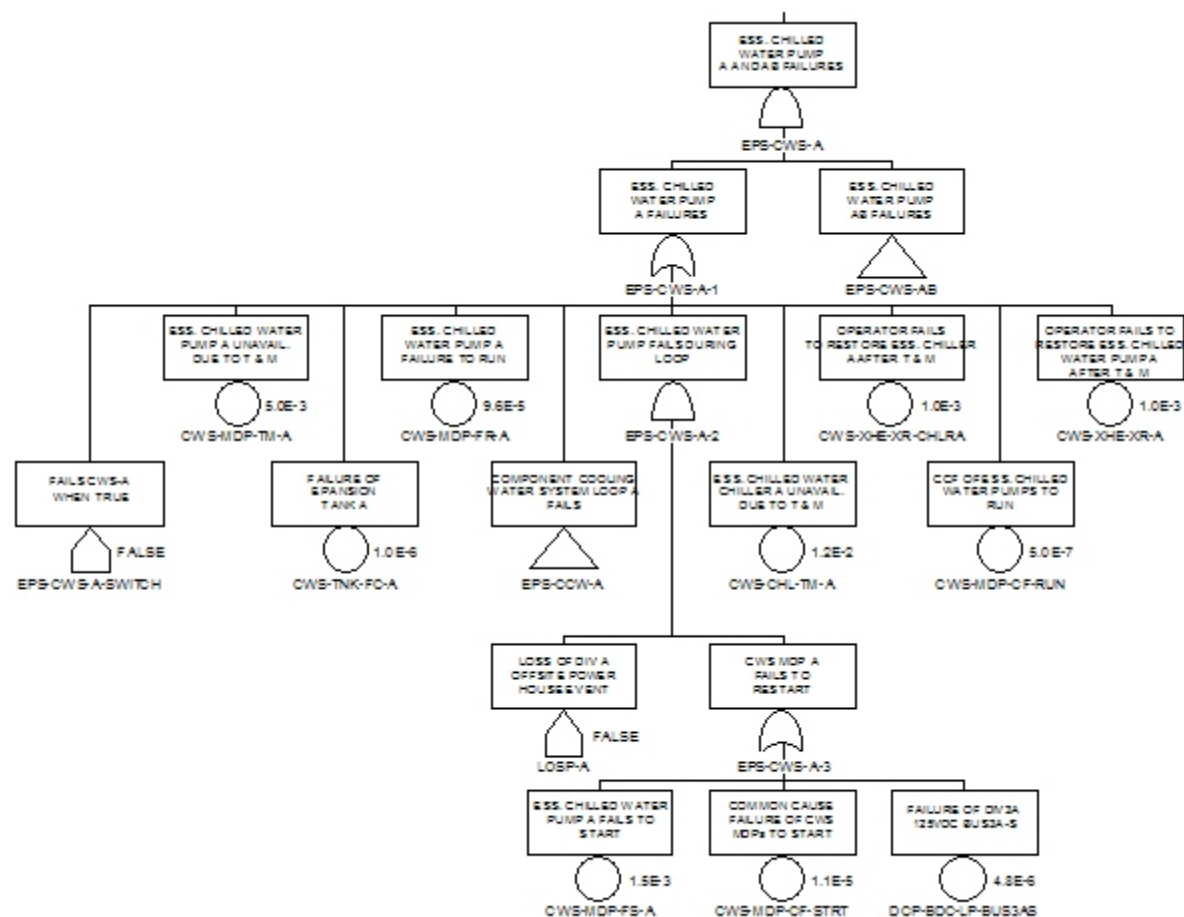 ESS. CHILLED
WATER PUMP
A AND AB FAILURES
EPS-CWS-A
ESS. CHILLED
WATER PUMP
A FAILURES
EPS-CWS-A-1
ESS. CHILLED
WATER PUMP
AB FAILURES
EPS-CWS-AB
ESS. CHILLED WATER
PUMP A UNAVAIL.
DUE TO T & M
5.0E-3
CWS-MDP-TM-A
ESS. CHILLED
WATER PUMP A
FAILURE TO RUN
9.6E-5
CWS-MDP-FR-A
ESS. CHILLED WATER
PUMP FAILS DURING
LOOP
EPS-CWS-A-2
OPERATOR FAILS
TO RESTORE ESS. CHILLER
A AFTER T & M
1.0E-3
CWS-XHE-XR-CHLRA
OPERATOR FAILS TO
RESTORE ESS. CHILLED
WATER PUMP A
AFTER T & M
1.0E-3
CWS-XHE-XR-A
FAILS CWS-A
WHEN TRUE
FALSE
EPS-CWS-A-SWITCH
FAILURE OF
EPANSION
TANK A
1.0E-6
CWS-TNK-FC-A
COMPONENT COOLING
WATER SYSTEM LOOP A
FAILS
EPS-CCW-A
ESS. CHILLED WATER
CHILLER A UNAVAIL.
DUE TO T & M
1.2E-2
CWS-CHL-TM-A
CCF OF ESS. CHILLED
WATER PUMPS TO
RUN
5.0E-7
CWS-MDP-CF-RUN
LOSS OF DIV A
OFFSITE POWER
HOUSE EVENT
FALSE
LOSP-A
CWS MDP A
FAILS TO
RESTART
EPS-CWS-A-3
ESS. CHILLED WATER
PUMP A FAILS TO
START
1.5E-3
CWS-MDP-FS-A
COMMON CAUSE
FAILURE OF CWS
MDPs TO START
1.1E-5
CWS-MDP-CF-STRT
FAILURE OF DIV 3A
125VDC BUS 3A-S
4.8E-6
DCP-BDC-LP-BUS3AS